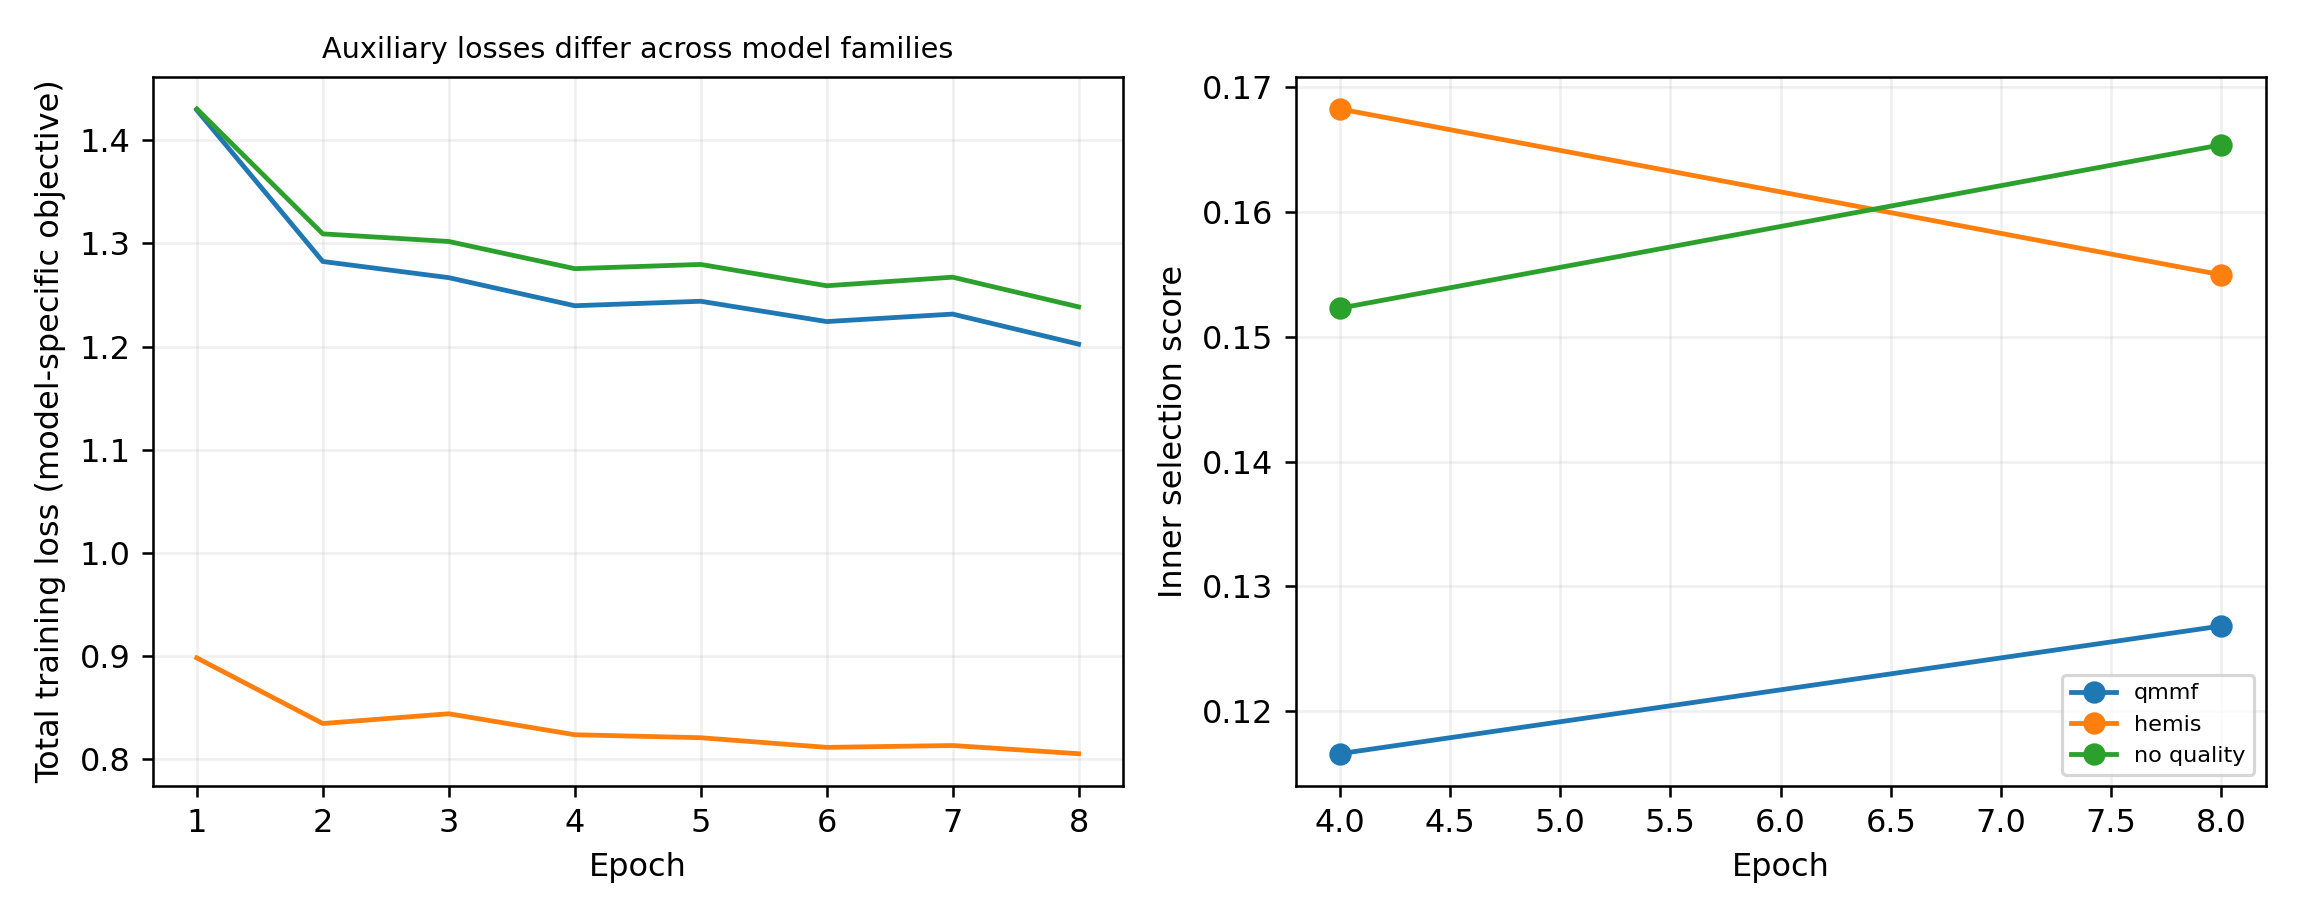 Auxiliary losses differ across model families
Total training loss (model-specific objective)
1.4
1.3
1.2
1.1
1.0
0.9
0.8
1 2 3 4 5 6 7 8
Epoch
Inner selection score
0.17
0.16
0.15
0.14
0.13
0.12
4.0 4.5 5.0 5.5 6.0 6.5 7.0 7.5 8.0
Epoch
qmmf
hemis
no quality